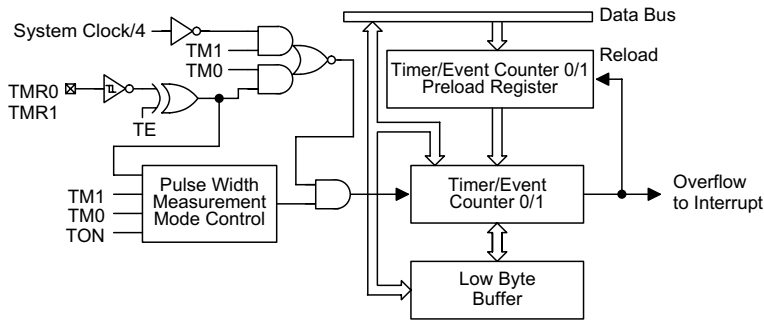 Data Bus
System Clock/4
TM1
TM0
Timer/Event Counter 0/1
Preload Register
Reload
TMR0
TMR1
TE
Pulse Width
Measurement
Mode Control
TM1
TM0
TON
Timer/Event
Counter 0/1
Overflow
to Interrupt
Low Byte
Buffer